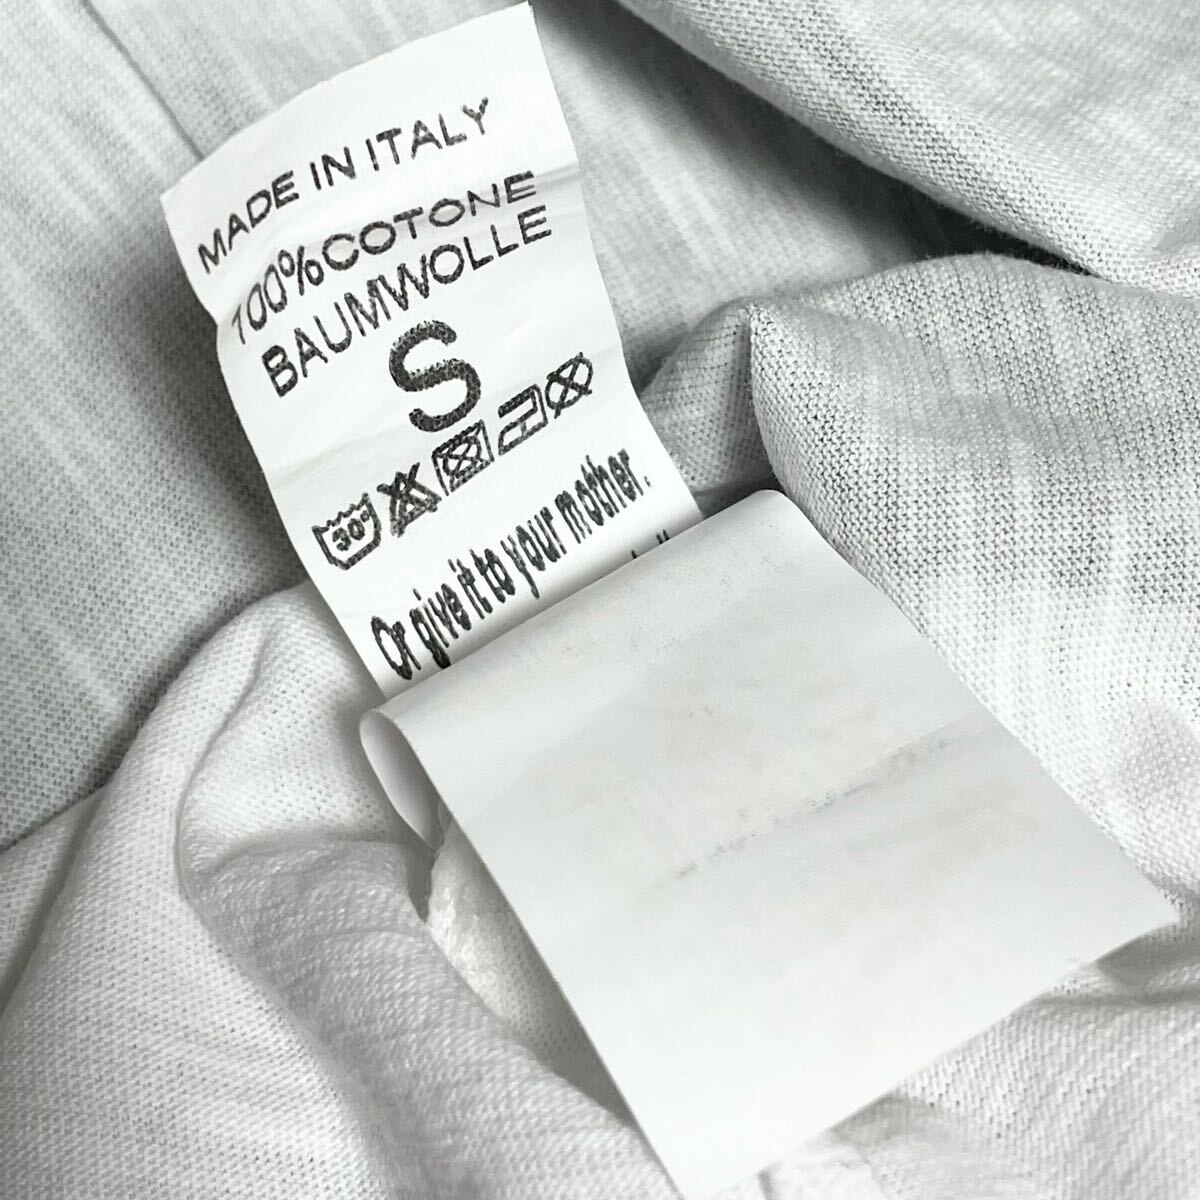 MADE IN ITALY
100%COTONE
BAUMWOLLE
S
30°
Or give it to your mother.